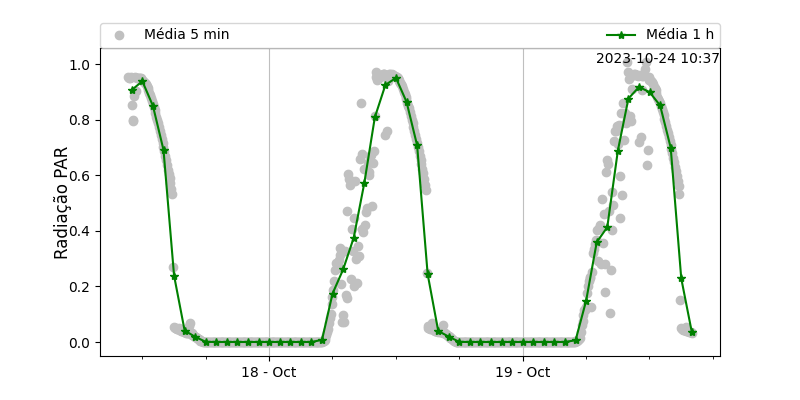 Média 5 min
Média 1 h
2023-10-24 10:37
Radiação PAR
1.0
0.8
0.6
0.4
0.2
0.0
18 - Oct
19 - Oct